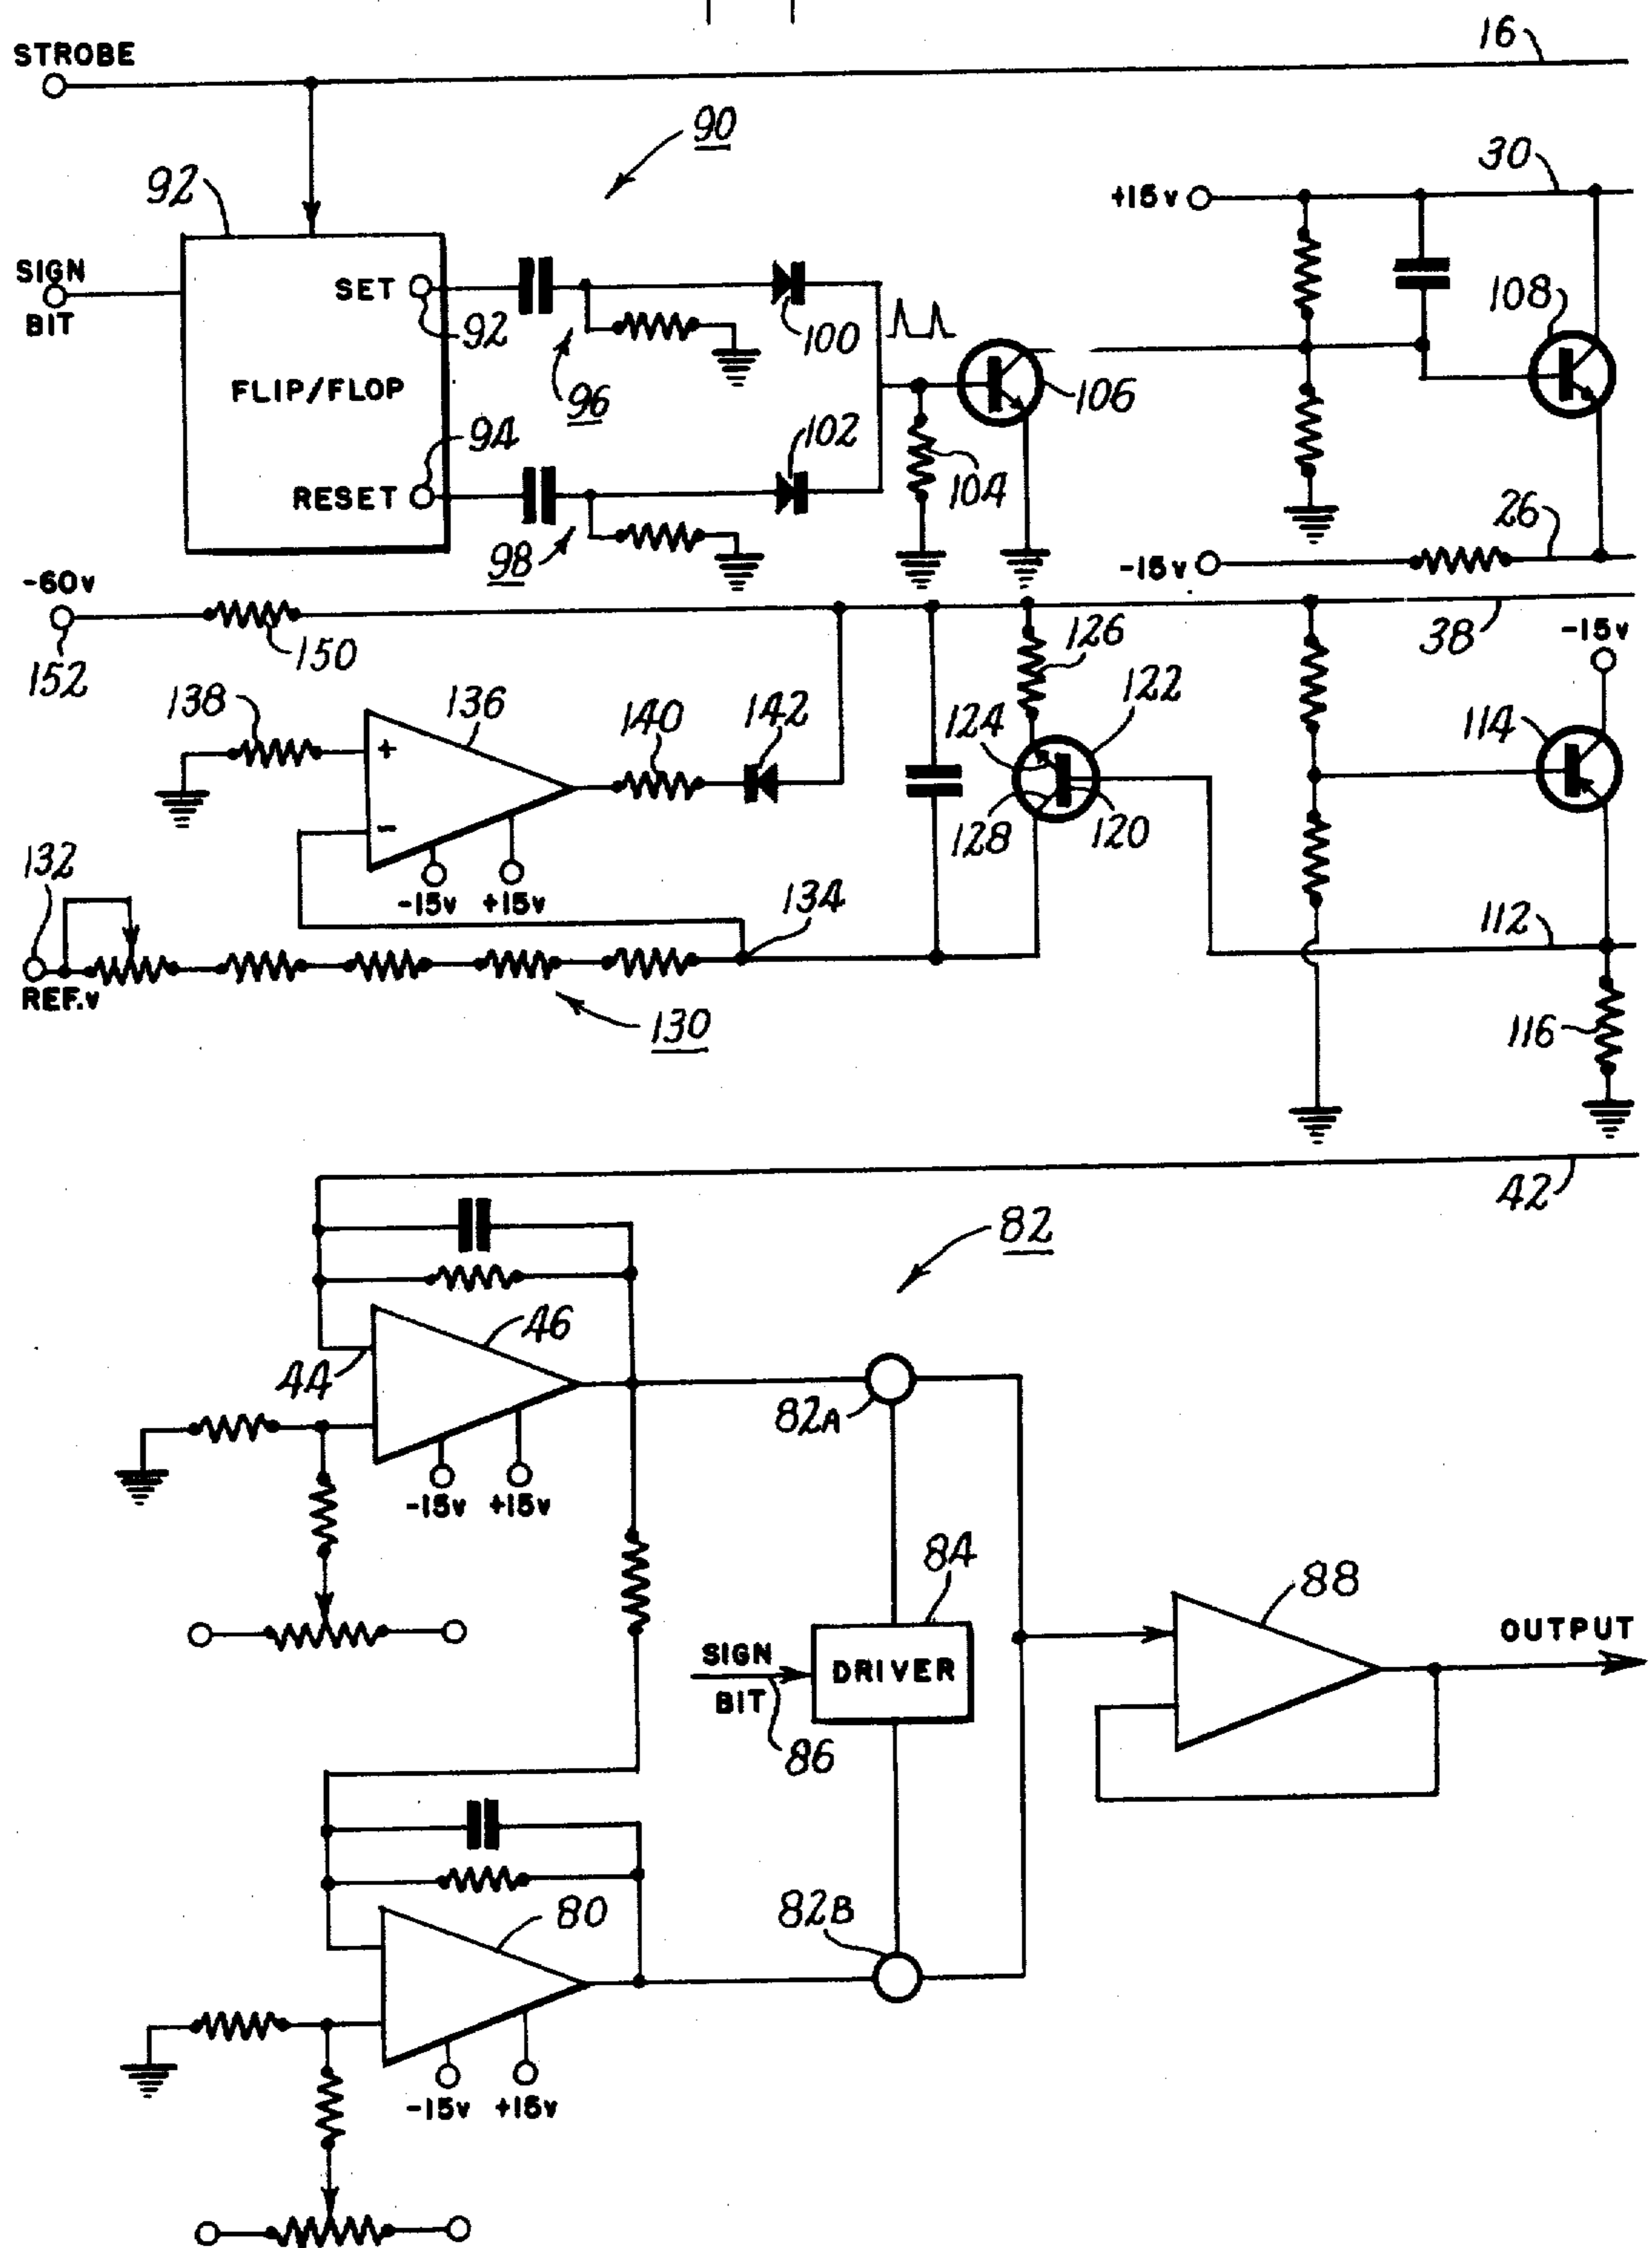 STROBE
16
90
30
92
+15v
SIGN
BIT
SET
92
100
108
FLIP/FLOP
96
106
94
102
RESET
104
26
98
-15v
-60v
38
-15v
152
150
126
138
136
140
142
124
122
114
128
120
132
-15v +15v
134
112
REF.v
130
116
42
82
46
44
82A
-15v +15v
84
88
SIGN
BIT
DRIVER
OUTPUT
86
80
82B
-15v +15v